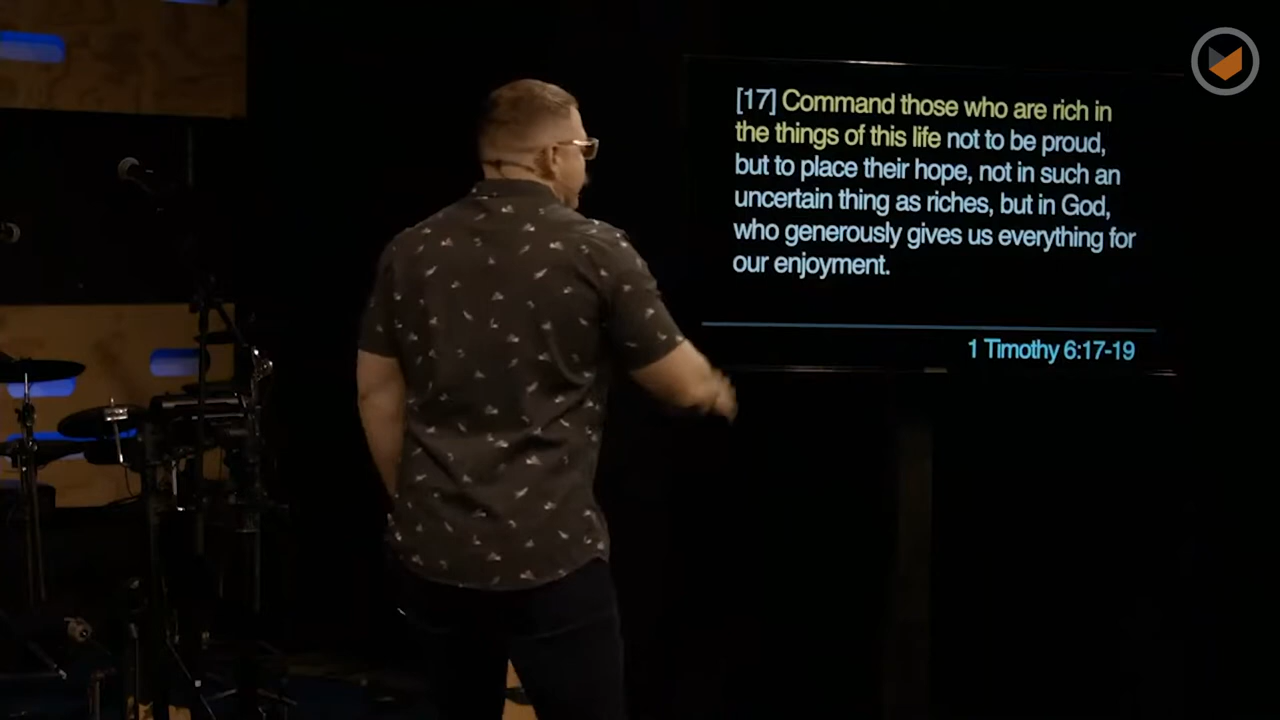 [17] Command those who are rich in
the things of this life not to be proud,
but to place their hope, not in such an
uncertain thing as riches, but in God,
who generously gives us everything for
our enjoyment.
1 Timothy 6:17-19